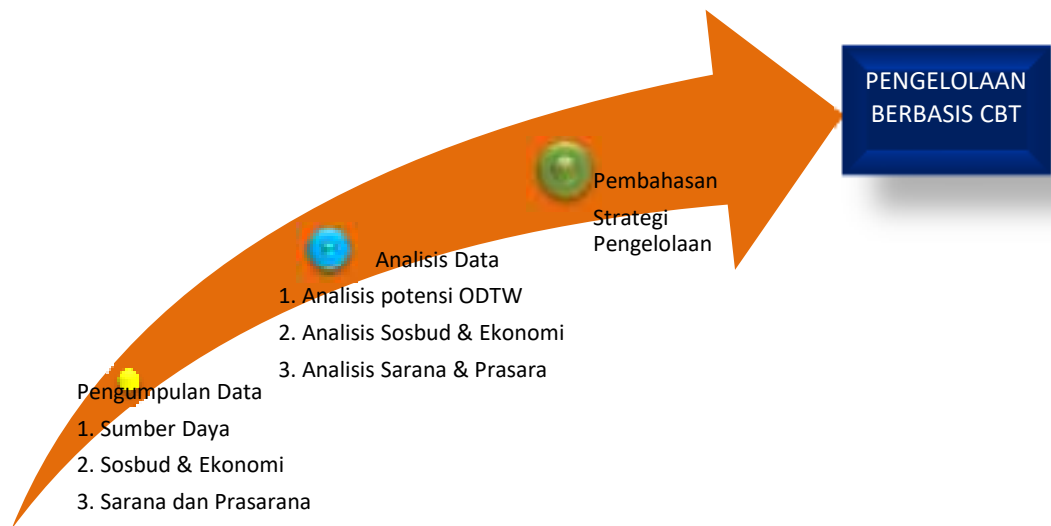 PENGELOLAAN
BERBASIS CBT
Pembahasan
Strategi
Pengelolaan
Analisis Data
1. Analisis potensi ODTW
2. Analisis Sosbud & Ekonomi
3. Analisis Sarana & Prasara
Pengumpulan Data
1. Sumber Daya
2. Sosbud & Ekonomi
3. Sarana dan Prasarana